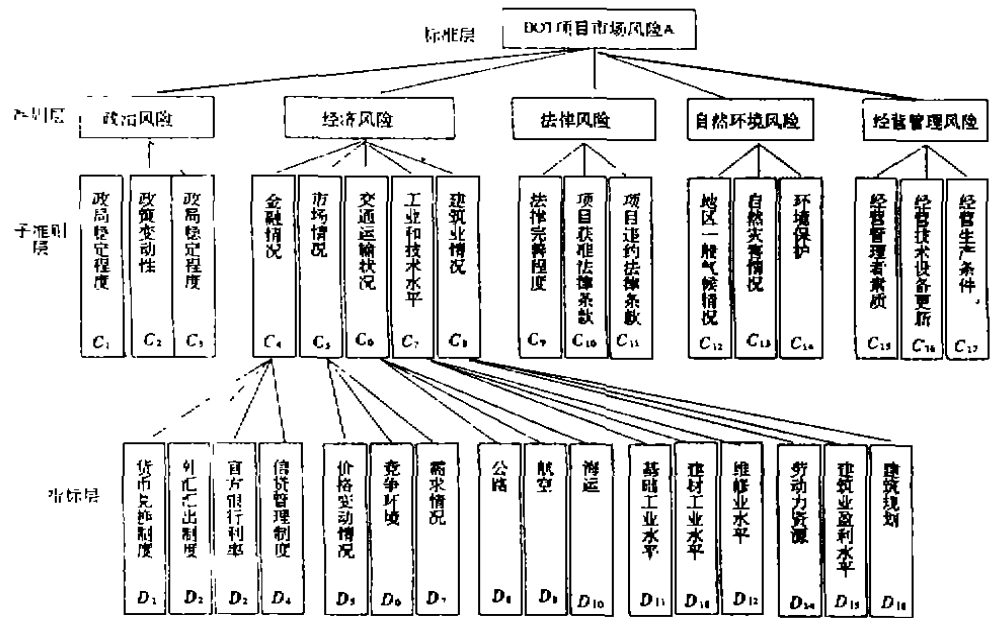 标准层
BOT项目市场风险A
准则层
政治风险
经济风险
法律风险
自然环境风险
经营管理风险
子准则层
政局稳定程度 C1
政策变动性 C2
政局稳定程度 C3
金融情况 C4
市场情况 C5
交通运输状况 C6
工业和技术水平 C7
建筑业情况 C8
法律完善程度 C9
项目获准法律条款 C10
项目违约法律条款 C11
地区一般气候情况 C12
自然灾害情况 C13
环境保护 C14
经营管理者素质 C15
经营技术设备更新 C16
经营生产条件 C17
指标层
货币兑换制度 D1
外汇汇出制度 D2
官方银行利率 D2
信贷管理制度 D4
价格变动情况 D5
竞争环境 D6
需求情况 D7
公路 D8
航空 D9
海运 D10
基础工业水平 D11
建材工业水平
维修业水平 D12
劳动力资源 D14
建筑业盈利水平 D15
建筑规划 D16